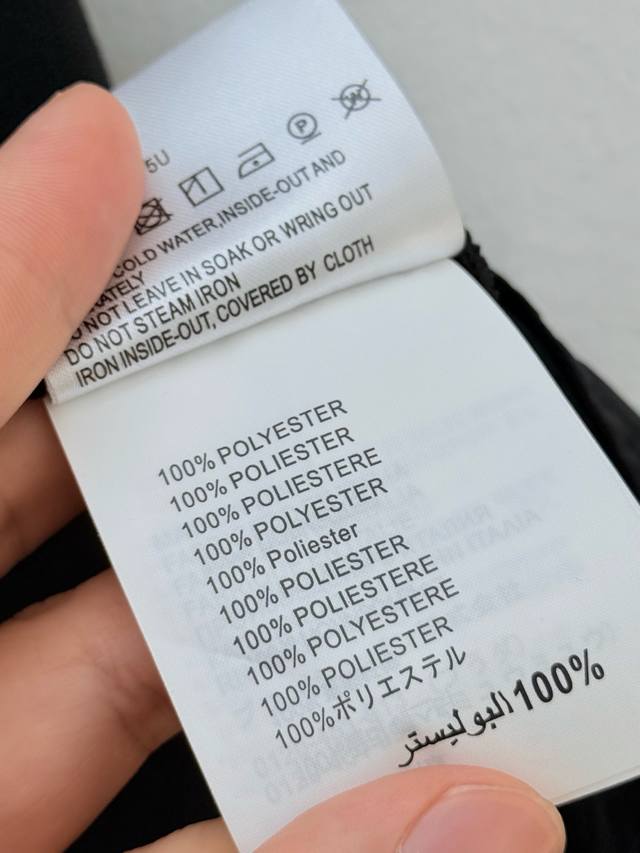 5U
P
W
COLD WATER,INSIDE-OUT AND
RATELY
NOT LEAVE IN SOAK OR WRING OUT
DO NOT STEAM IRON
IRON INSIDE-OUT, COVERED BY CLOTH
100% POLYESTER
100% POLIESTER
100% POLIESTERE
100% POLYESTER
100% Poliester
100% POLIESTER
100% POLIESTERE
100% POLYESTERE
100% POLIESTER
100%ポリエステル
100% البوليستر